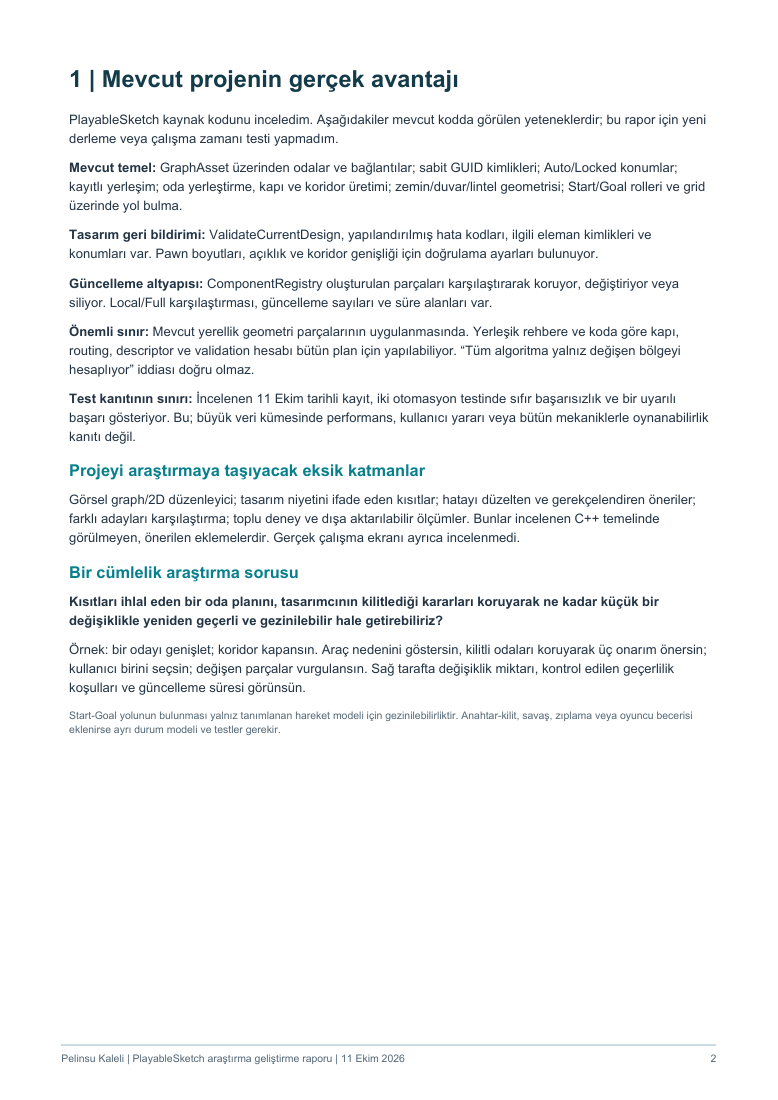 1 | Mevcut projenin gerçek avantajı
PlayableSketch kaynak kodunu inceledim. Aşağıdakiler mevcut kodda görülen yeteneklerdir; bu rapor için yeni
derleme veya çalışma zamanı testi yapmadım.
Mevcut temel: GraphAsset üzerinden odalar ve bağlantılar; sabit GUID kimlikleri; Auto/Locked konumlar;
kayıtlı yerleşim; oda yerleştirme, kapı ve koridor üretimi; zemin/duvar/lintel geometrisi; Start/Goal rolleri ve grid
üzerinde yol bulma.
Tasarım geri bildirimi: ValidateCurrentDesign, yapılandırılmış hata kodları, ilgili eleman kimlikleri ve
konumları var. Pawn boyutları, açıklık ve koridor genişliği için doğrulama ayarları bulunuyor.
Güncelleme altyapısı: ComponentRegistry oluşturulan parçaları karşılaştırarak koruyor, değiştiriyor veya
siliyor. Local/Full karşılaştırması, güncelleme sayıları ve süre alanları var.
Önemli sınır: Mevcut yerellik geometri parçalarının uygulanmasında. Yerleşik rehbere ve koda göre kapı,
routing, descriptor ve validation hesabı bütün plan için yapılabiliyor. “Tüm algoritma yalnız değişen bölgeyi
hesaplıyor” iddiası doğru olmaz.
Test kanıtının sınırı: İncelenen 11 Ekim tarihli kayıt, iki otomasyon testinde sıfır başarısızlık ve bir uyarılı
başarı gösteriyor. Bu; büyük veri kümesinde performans, kullanıcı yararı veya bütün mekaniklerle oynanabilirlik
kanıtı değil.
Projeyi araştırmaya taşıyacak eksik katmanlar
Görsel graph/2D düzenleyici; tasarım niyetini ifade eden kısıtlar; hatayı düzelten ve gerekçelendiren öneriler;
farklı adayları karşılaştırma; toplu deney ve dışa aktarılabilir ölçümler. Bunlar incelenen C++ temelinde
görülmeyen, önerilen eklemelerdir. Gerçek çalışma ekranı ayrıca incelenmedi.
Bir cümlelik araştırma sorusu
Kısıtları ihlal eden bir oda planını, tasarımcının kilitlediği kararları koruyarak ne kadar küçük bir
değişiklikle yeniden geçerli ve gezinilebilir hale getirebiliriz?
Örnek: bir odayı genişlet; koridor kapansın. Araç nedenini göstersin, kilitli odaları koruyarak üç onarım önersin;
kullanıcı birini seçsin; değişen parçalar vurgulansın. Sağ tarafta değişiklik miktarı, kontrol edilen geçerlilik
koşulları ve güncelleme süresi görünsün.
Start-Goal yolunun bulunması yalnız tanımlanan hareket modeli için gezinilebilirliktir. Anahtar-kilit, savaş, zıplama veya oyuncu becerisi
eklenirse ayrı durum modeli ve testler gerekir.
Pelinsu Kaleli | PlayableSketch araştırma geliştirme raporu | 11 Ekim 2026
2